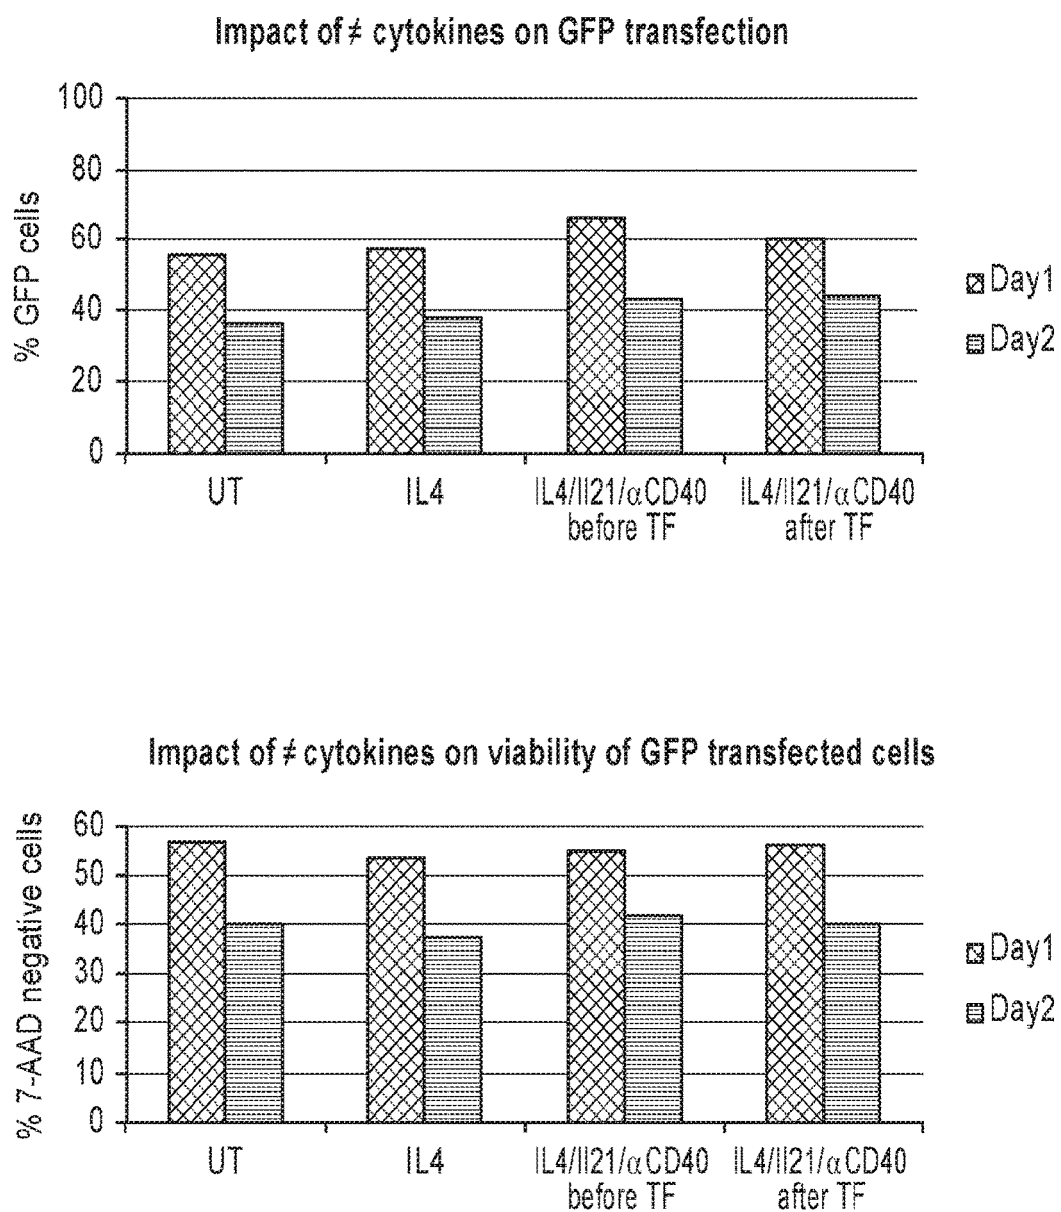 Impact of ≠ cytokines on GFP transfection
% GFP cells
100
80
60
40
20
0
UT
IL4
IL4/Il21/αCD40
before TF
IL4/Il21/αCD40
after TF
Day1
Day2
Impact of ≠ cytokines on viability of GFP transfected cells
% 7-AAD negative cells
60
50
40
30
20
10
0
UT
IL4
IL4/Il21/αCD40
before TF
IL4/Il21/αCD40
after TF
Day1
Day2